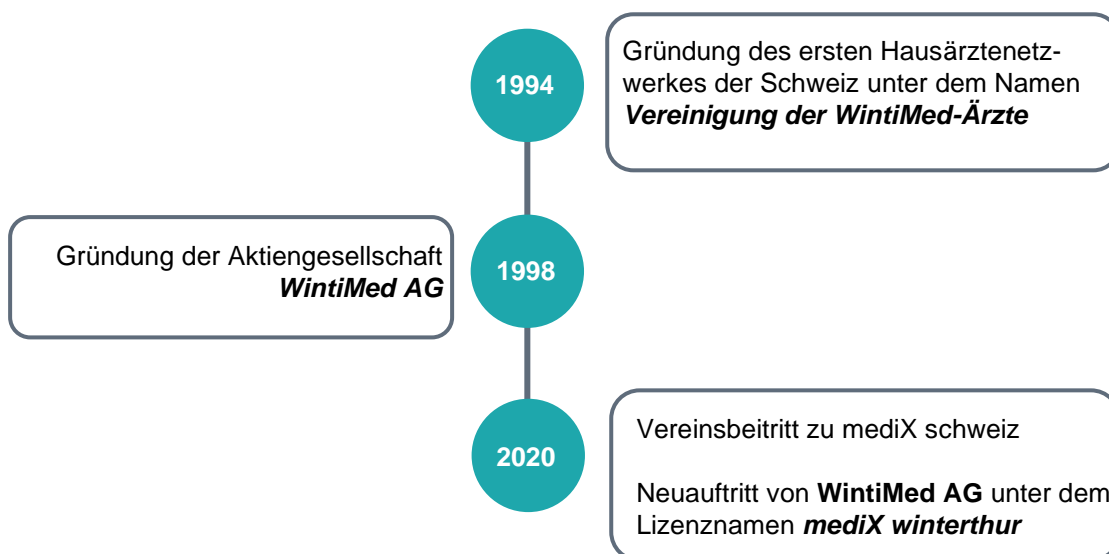 1994
Gründung des ersten Hausärztenetz-
werkes der Schweiz unter dem Namen
Vereinigung der WintiMed-Ärzte
Gründung der Aktiengesellschaft
WintiMed AG
1998
2020
Vereinsbeitritt zu mediX schweiz
Neuauftritt von WintiMed AG unter dem
Lizenznamen mediX winterthur